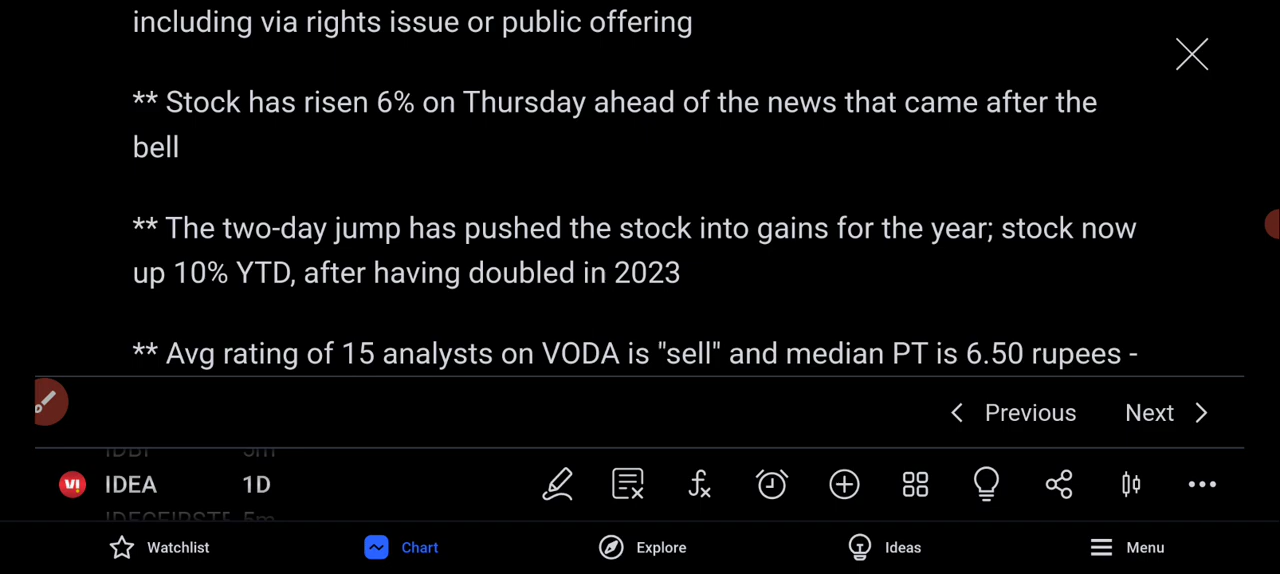 including via rights issue or public offering
** Stock has risen 6% on Thursday ahead of the news that came after the
bell
** The two-day jump has pushed the stock into gains for the year; stock now
up 10% YTD, after having doubled in 2023
** Avg rating of 15 analysts on VODA is "sell" and median PT is 6.50 rupees -
Previous Next
IDBI 5m
IDEA 1D
5m
Watchlist Chart Explore Ideas Menu